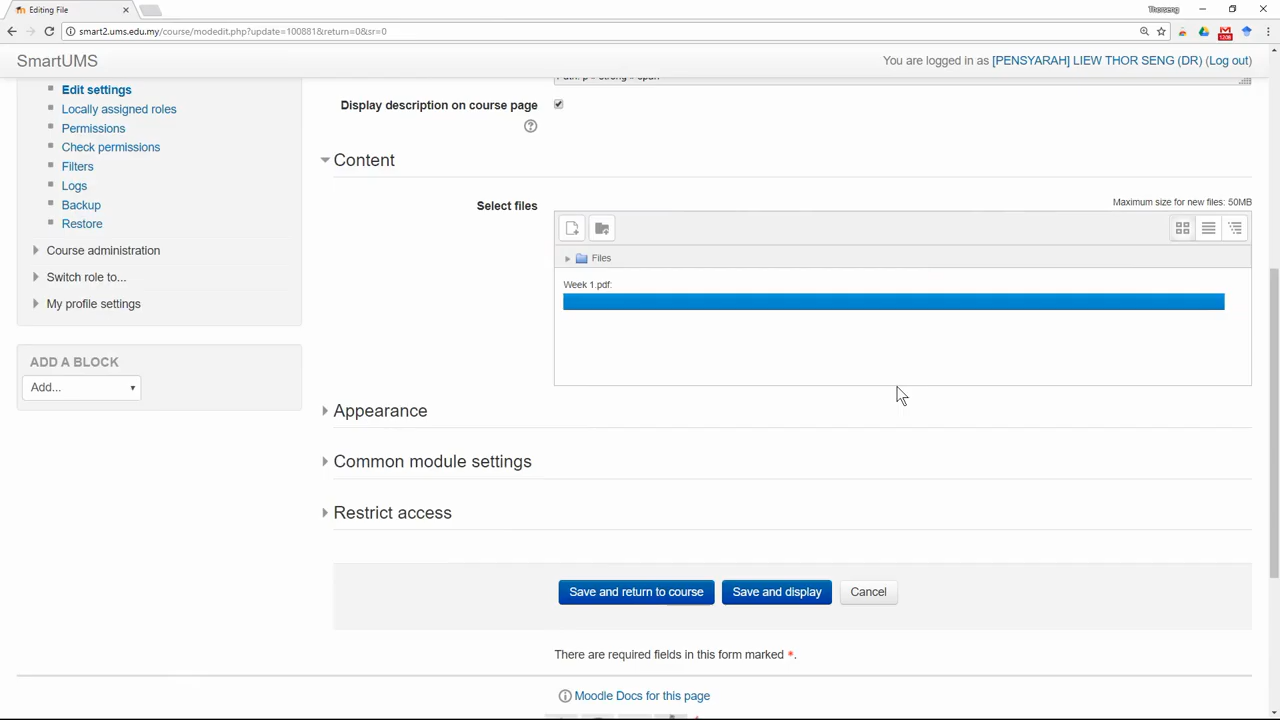 Editing File
Thorseng
smart2.ums.edu.my/course/modedit.php?update=100881&return=0&sr=0
SmartUMS
You are logged in as [PENSYARAH] LIEW THOR SENG (DR) (Log out)
Path: p » strong » span
Edit settings
Display description on course page
Locally assigned roles
Permissions
Check permissions
Content
Filters
Logs
Maximum size for new files: 50MB
Select files
Backup
Restore
Course administration
Files
Switch role to...
Week 1.pdf:
My profile settings
ADD A BLOCK
Add...
Appearance
Common module settings
Restrict access
Save and return to course
Save and display
Cancel
There are required fields in this form marked *.
Moodle Docs for this page